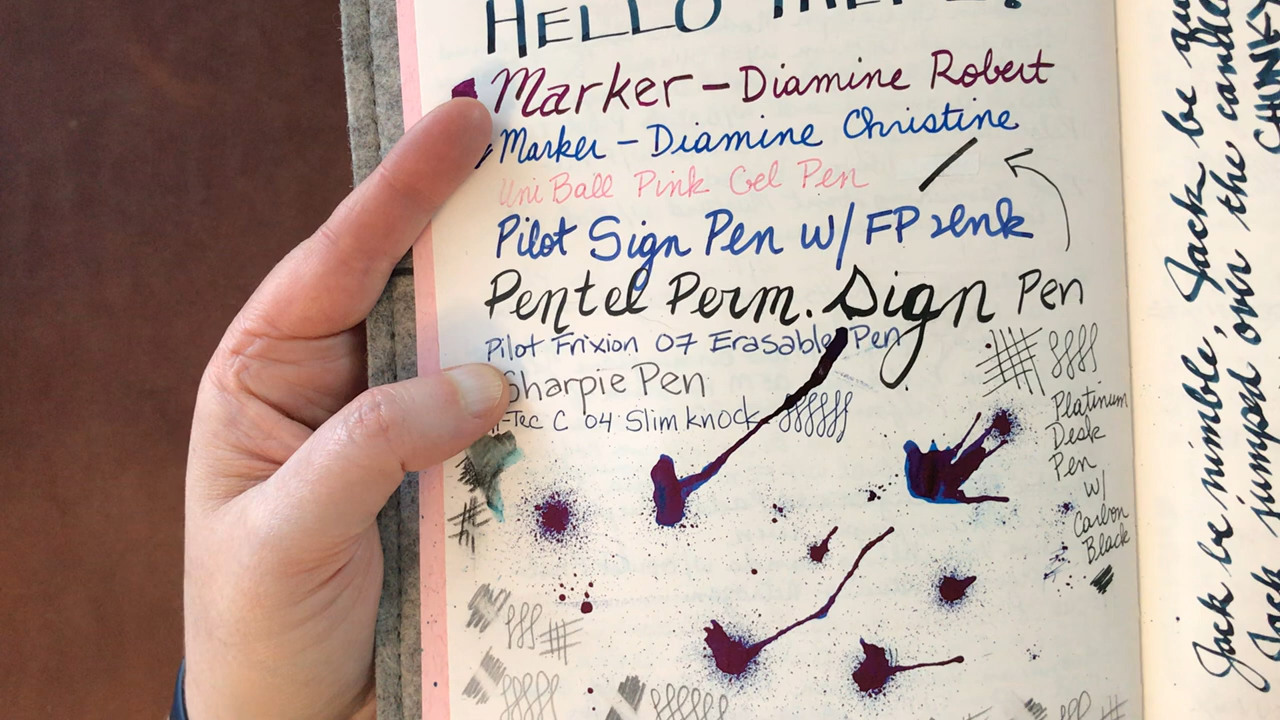 HELLO THERE!
Marker - Diamine Robert
Marker - Diamine Christine
Uni Ball Pink Gel Pen
Pilot Sign Pen w/ FP Ink
Pentel Perm. Sign Pen
Pilot Frixion 07 Erasable Pen
Sharpie Pen
-Tec C 04 Slim knock
Platinum
Desk
Pen
w/
Carbon
Black
Jack be nimble, Jack be
Jack jumped over the